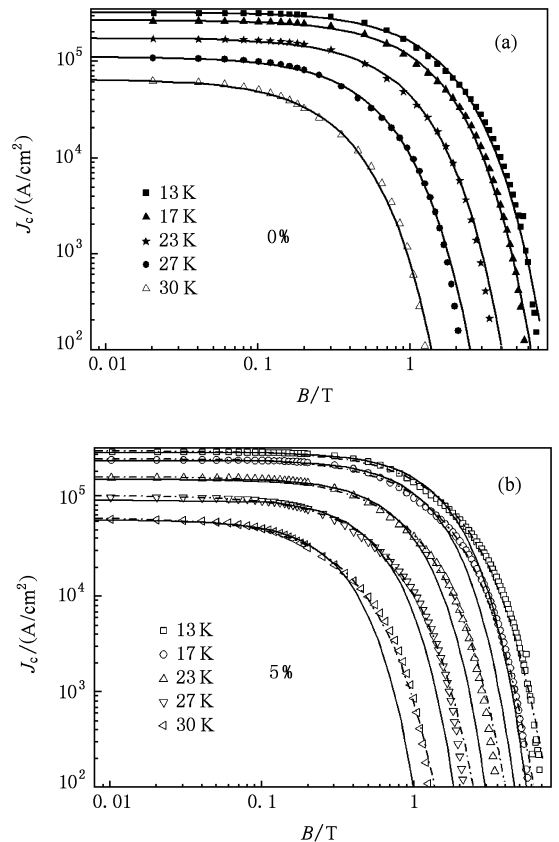 (a)
10^5
10^4
10^3
10^2
J_c/(A/cm^2)
13 K
17 K
23 K
27 K
30 K
0%
0.01
0.1
1
B/T
(b)
10^5
10^4
10^3
10^2
J_c/(A/cm^2)
13 K
17 K
23 K
27 K
30 K
5%
0.01
0.1
1
B/T